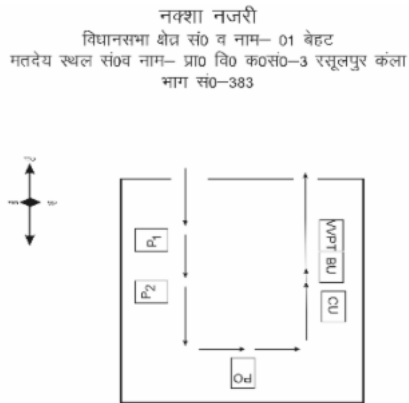 नक्शा नजरी
विधानसभा क्षेत्र सं0 व नाम– 01 बेहट
मतदेय स्थल सं0व नाम– प्रा0 वि0 क0सं0–3 रसूलपुर कंला
भाग सं0–383
P1
P2
VVPT BU
CU
PO